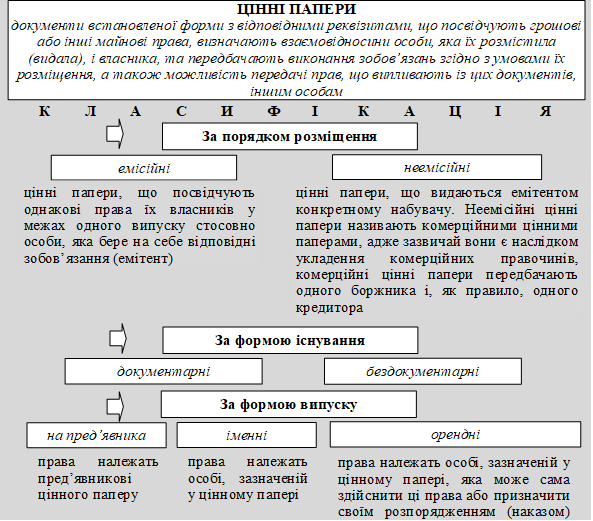 ЦІННІ ПАПЕРИ
документи встановленої форми з відповідними реквізитами, що посвідчують грошові
або інші майнові права, визначають взаємовідносини особи, яка їх розмістила
(видала), і власника, та передбачають виконання зобов’язань згідно з умовами їх
розміщення, а також можливість передачі прав, що випливають із цих документів,
іншим особам
К Л А С И Ф І К А Ц І Я
За порядком розміщення
емісійні
неемісійні
цінні папери, що посвідчують
однакові права їх власників у
межах одного випуску стосовно
особи, яка бере на себе відповідні
зобов’язання (емітент)
цінні папери, що видаються емітентом
конкретному набувачу. Неемісійні цінні
папери називають комерційними цінними
паперами, адже зазвичай вони є наслідком
укладення комерційних правочинів,
комерційні цінні папери передбачають
одного боржника і, як правило, одного
кредитора
За формою існування
документарні
бездокументарні
За формою випуску
на пред’явника
іменні
орендні
права належать
пред’явникові
цінного паперу
права належать
особі, зазначеній
у цінному папері
права належать особі, зазначеній у
цінному папері, яка може сама
здійснити ці права або призначити
своїм розпорядженням (наказом)